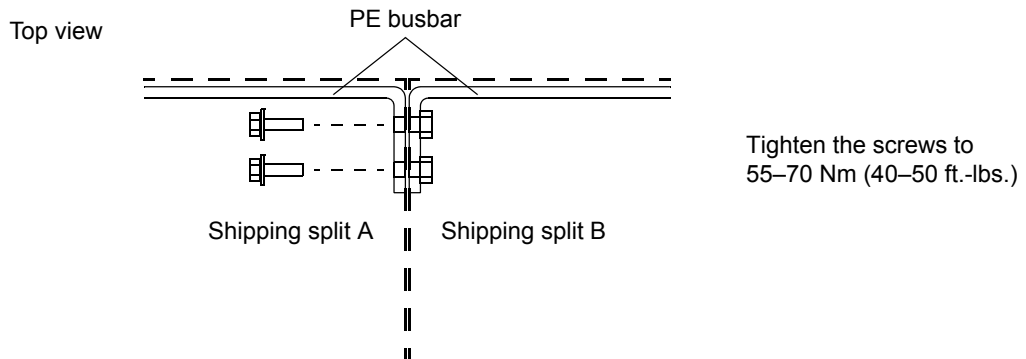 Top view
PE busbar
Tighten the screws to
55–70 Nm (40–50 ft.-lbs.)
Shipping split A
Shipping split B